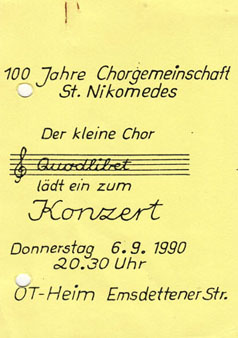 100 Jahre Chorgemeinschaft
St. Nikomedes
Der kleine Chor
Quodlibet
lädt ein zum
Konzert
Donnerstag 6.9. 1990
20.30 Uhr
OT-Heim Emsdettener Str.